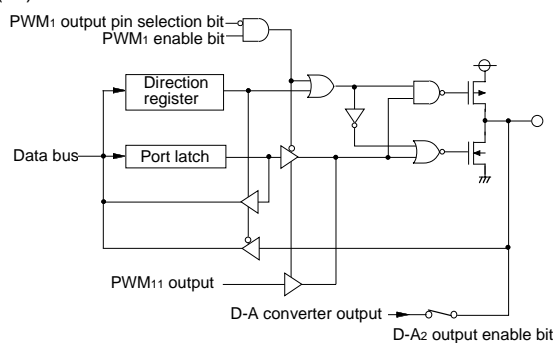 PWM1 output pin selection bit
PWM1 enable bit
Direction
register
Data bus
Port latch
PWM11 output
D-A converter output
D-A2 output enable bit